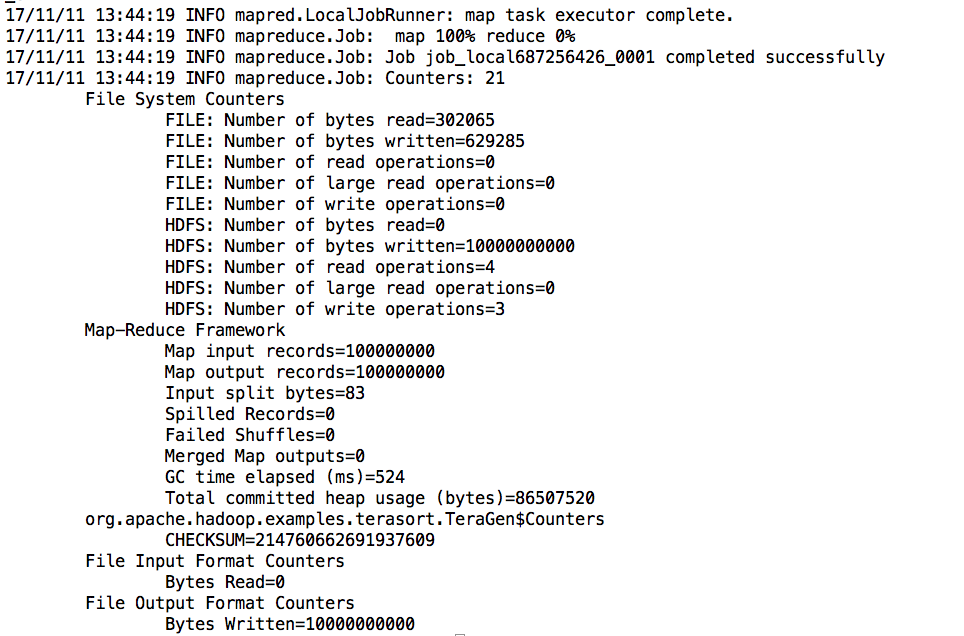 17/11/11 13:44:19 INFO mapred.LocalJobRunner: map task executor complete.
17/11/11 13:44:19 INFO mapreduce.Job:  map 100% reduce 0%
17/11/11 13:44:19 INFO mapreduce.Job: Job job_local687256426_0001 completed successfully
17/11/11 13:44:19 INFO mapreduce.Job: Counters: 21
File System Counters
FILE: Number of bytes read=302065
FILE: Number of bytes written=629285
FILE: Number of read operations=0
FILE: Number of large read operations=0
FILE: Number of write operations=0
HDFS: Number of bytes read=0
HDFS: Number of bytes written=10000000000
HDFS: Number of read operations=4
HDFS: Number of large read operations=0
HDFS: Number of write operations=3
Map-Reduce Framework
Map input records=100000000
Map output records=100000000
Input split bytes=83
Spilled Records=0
Failed Shuffles=0
Merged Map outputs=0
GC time elapsed (ms)=524
Total committed heap usage (bytes)=86507520
org.apache.hadoop.examples.terasort.TeraGen$Counters
CHECKSUM=214760662691937609
File Input Format Counters
Bytes Read=0
File Output Format Counters
Bytes Written=10000000000